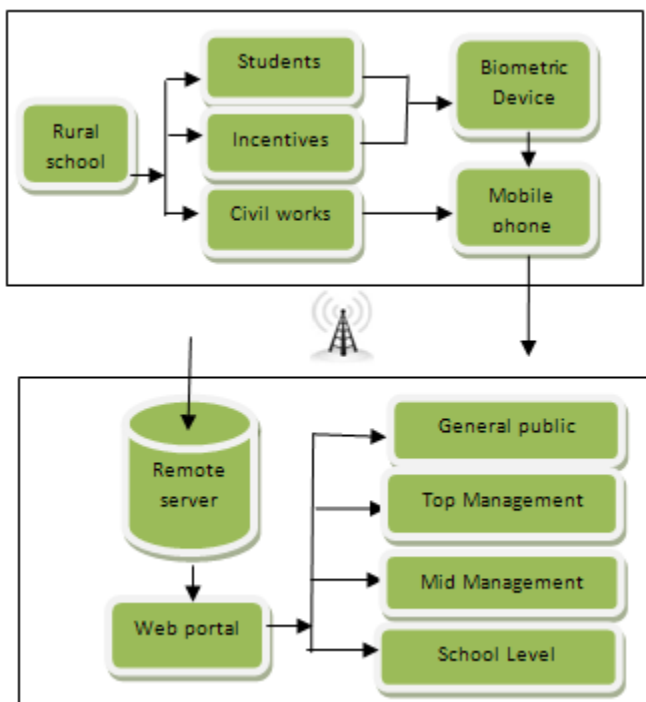 Students
Biometric
Device
Rural
school
Incentives
Civil works
Mobile
phone
Remote
server
General public
Top Management
Mid Management
Web portal
School Level